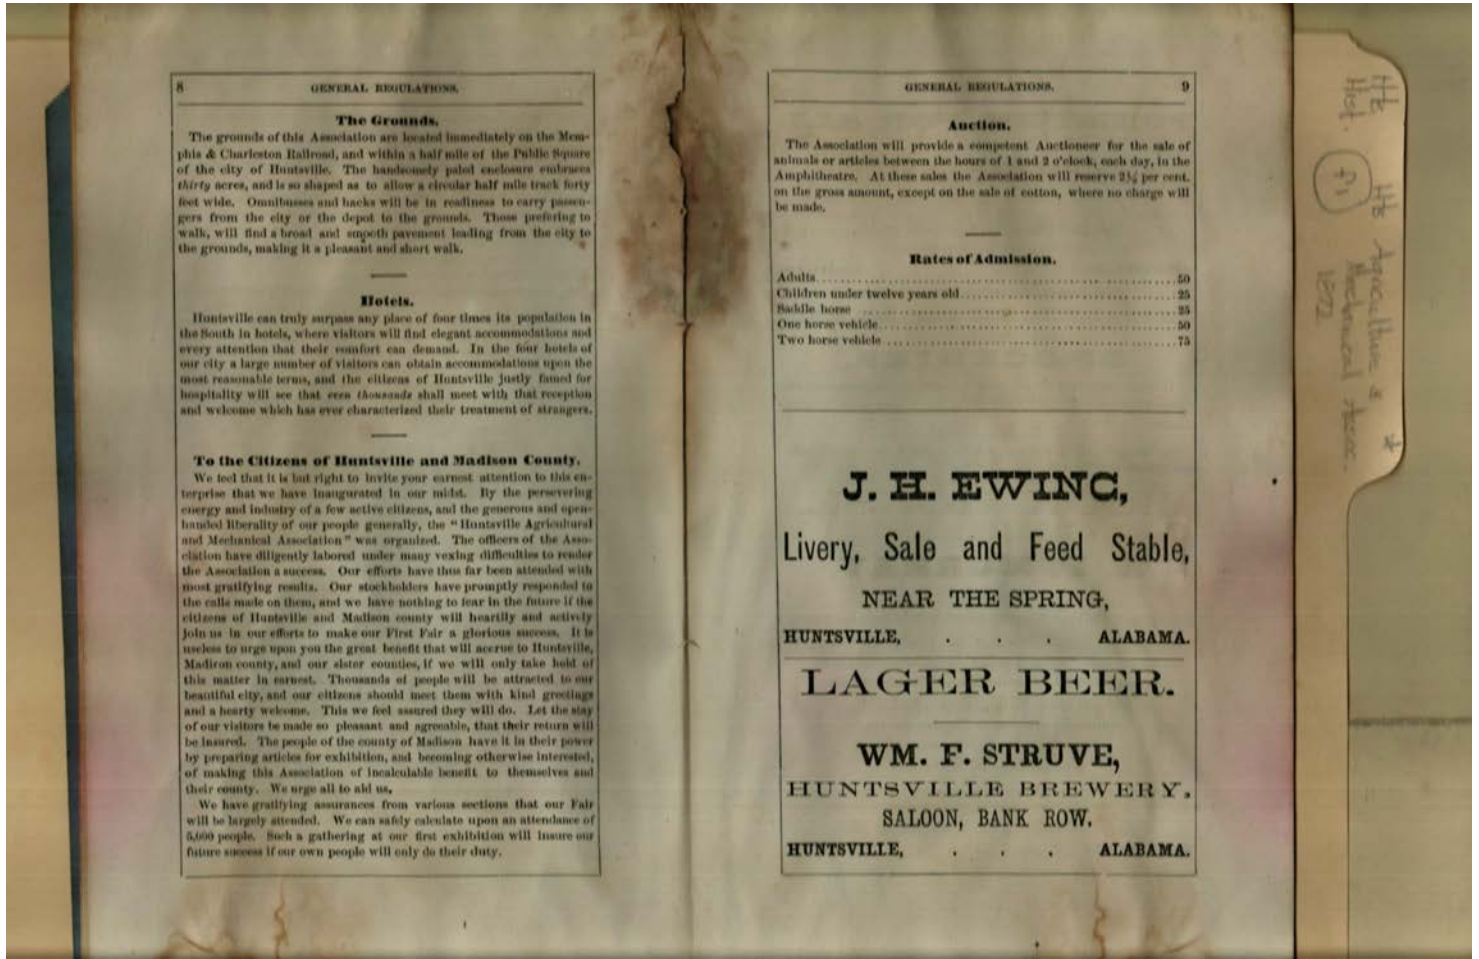 8
GENERAL REGULATIONS.
The Grounds.
The grounds of this Association are located immediately on the Mem-
phis & Charleston Railroad, and within a half mile of the Public Square
of the city of Huntsville. The handsomely paled enclosure embraces
thirty acres, and is so shaped as to allow a circular half mile track forty
feet wide. Omnibusses and hacks will be in readiness to carry passen-
gers from the city or the depot to the grounds. Those prefering to
walk, will find a broad and smooth pavement leading from the city to
the grounds, making it a pleasant and short walk.
Hotels.
Huntsville can truly surpass any place of four times its population in
the South in hotels, where visitors will find elegant accommodations and
every attention that their comfort can demand. In the four hotels of
our city a large number of visitors can obtain accommodations upon the
most reasonable terms, and the citizens of Huntsville justly famed for
hospitality will see that even thousands shall meet with that reception
and welcome which has ever characterized their treatment of strangers.
To the Citizens of Huntsville and Madison County.
We feel that it is but right to invite your earnest attention to this en-
terprise that we have inaugurated in our midst. By the persevering
energy and industry of a few active citizens, and the generous and open-
handed liberality of our people generally, the "Huntsville Agricultural
and Mechanical Association" was organized. The officers of the Asso-
ciation have diligently labored under many vexing difficulties to render
the Association a success. Our efforts have thus far been attended with
most gratifying results. Our stockholders have promptly responded to
the calls made on them, and we have nothing to fear in the future if the
citizens of Huntsville and Madison county will heartily and actively
join us in our efforts to make our First Fair a glorious success. It is
useless to urge upon you the great benefit that will accrue to Huntsville,
Madison county, and our sister counties, if we will only take hold of
this matter in earnest. Thousands of people will be attracted to our
beautiful city, and our citizens should meet them with kind greetings
and a hearty welcome. This we feel assured they will do. Let the stay
of our visitors be made so pleasant and agreeable, that their return will
be insured. The people of the county of Madison have it in their power
by preparing articles for exhibition, and becoming otherwise interested,
of making this Association of incalculable benefit to themselves and
their county. We urge all to aid us.
We have gratifying assurances from various sections that our Fair
will be largely attended. We can safely calculate upon an attendance of
5,000 people. Such a gathering at our first exhibition will insure our
future success if our own people will only do their duty.
GENERAL REGULATIONS.
9
Auction.
The Association will provide a competent Auctioneer for the sale of
animals or articles between the hours of 1 and 2 o'clock, each day, in the
Amphitheatre. At these sales the Association will reserve 2½ per cent.
on the gross amount, except on the sale of cotton, where no charge will
be made.
Rates of Admission.
Adults..........50
Children under twelve years old..........25
Saddle horse..........25
One horse vehicle..........50
Two horse vehicle..........75
J. H. EWING,
Livery, Sale and Feed Stable,
NEAR THE SPRING,
HUNTSVILLE, . . . ALABAMA.
LAGER BEER.
WM. F. STRUVE,
HUNTSVILLE BREWERY,
SALOON, BANK ROW.
HUNTSVILLE, . . . ALABAMA.
Hist.
Agriculture &
Mechanical Assoc.
1872